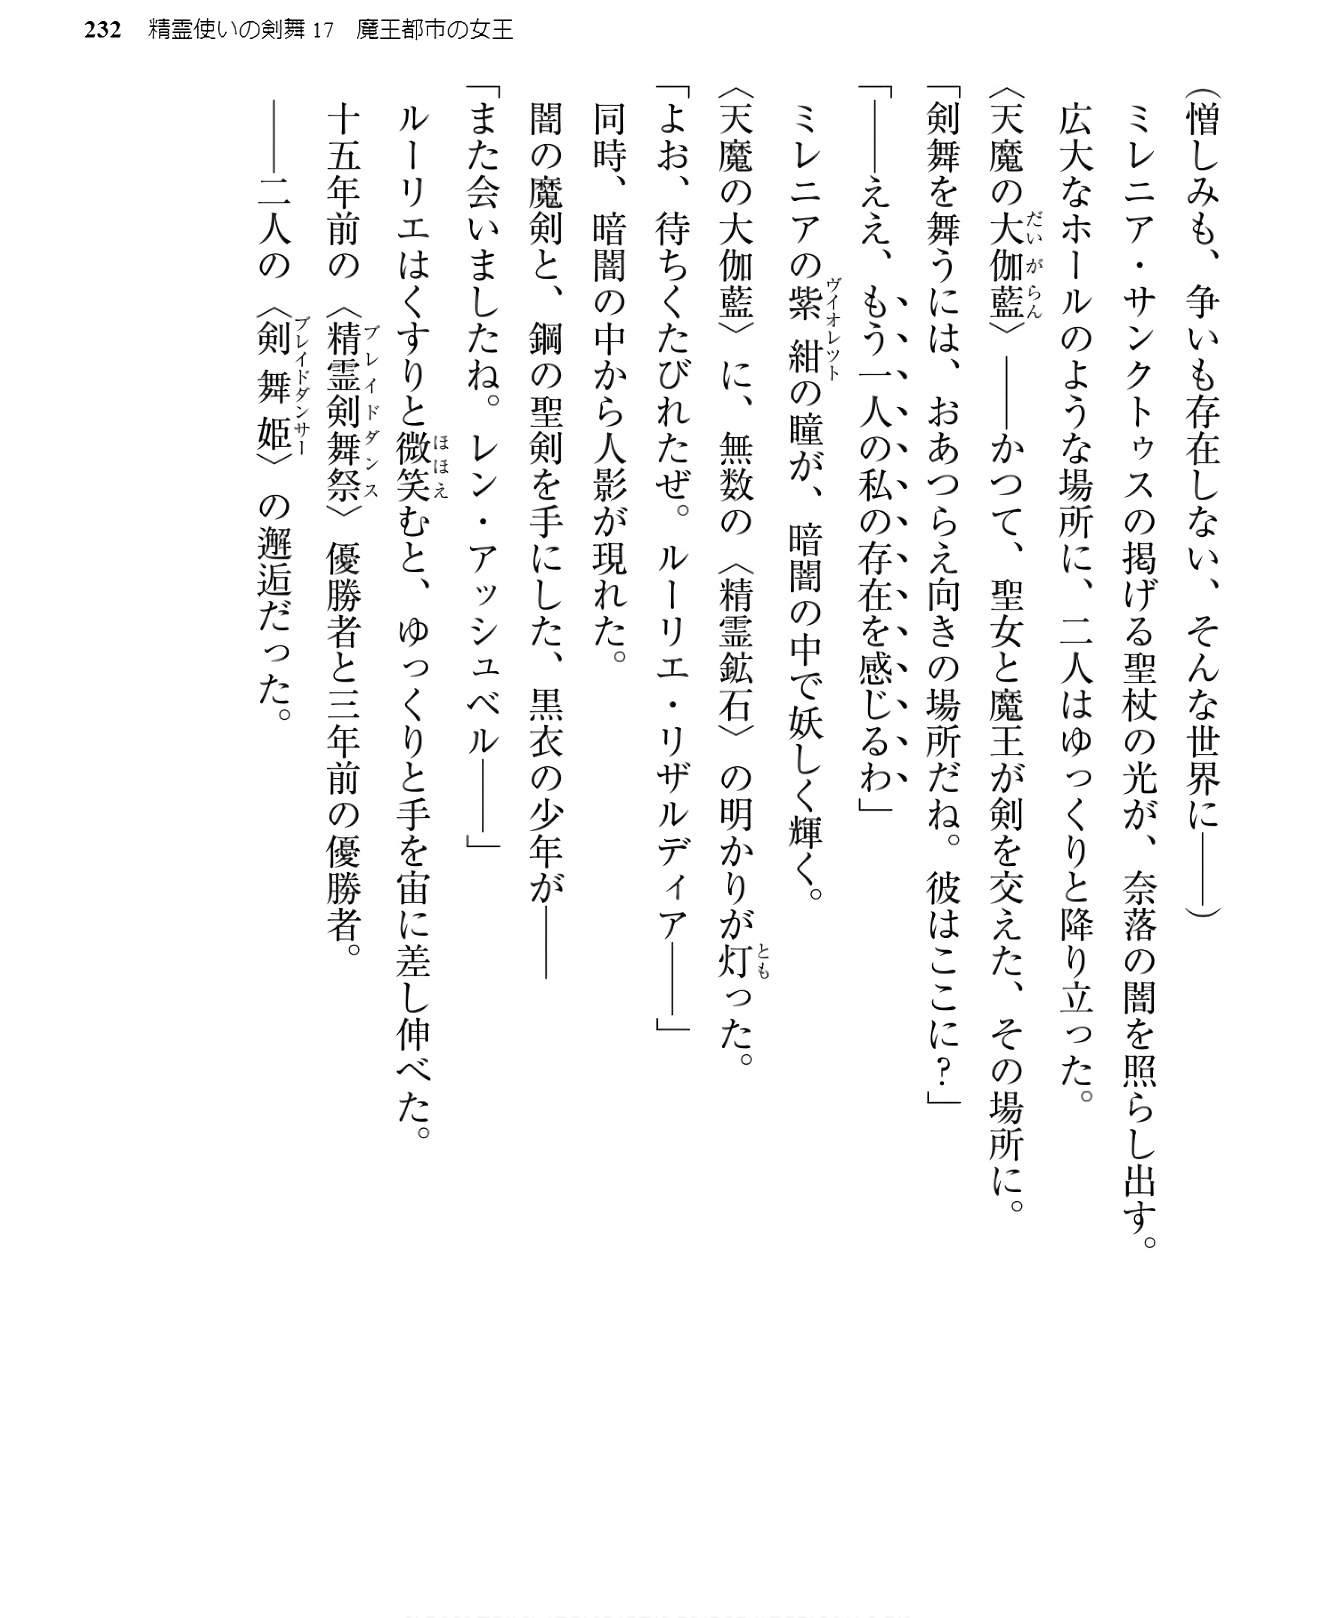 232　精霊使いの剣舞 17　魔王都市の女王
（憎しみも、争いも存在しない、そんな世界に――）
ミレニア・サンクトゥスの掲げる聖杖の光が、奈落の闇を照らし出す。
広大なホールのような場所に、二人はゆっくりと降り立った。
〈天魔の大伽藍〉――かつて、聖女と魔王が剣を交えた、その場所に。
だいがらん
「剣舞を舞うには、おあつらえ向きの場所だね。彼はここに？」
「――ええ、もう一人の私の存在を感じるわ」
ミレニアの紫紺の瞳が、暗闇の中で妖しく輝く。
ヴイオレツト
〈天魔の大伽藍〉に、無数の〈精霊鉱石〉の明かりが灯った。
とも
「よお、待ちくたびれたぜ。ルーリエ・リザルディア――」
同時、暗闇の中から人影が現れた。
闇の魔剣と、鋼の聖剣を手にした、黒衣の少年が――
「また会いましたね。レン・アッシュベル――」
ルーリエはくすりと微笑むと、ゆっくりと手を宙に差し伸べた。
ほほえ
十五年前の〈精霊剣舞祭〉優勝者と三年前の優勝者。
ブレイドダンス
――二人の〈剣舞姫〉の邂逅だった。
ブレイドダンサー